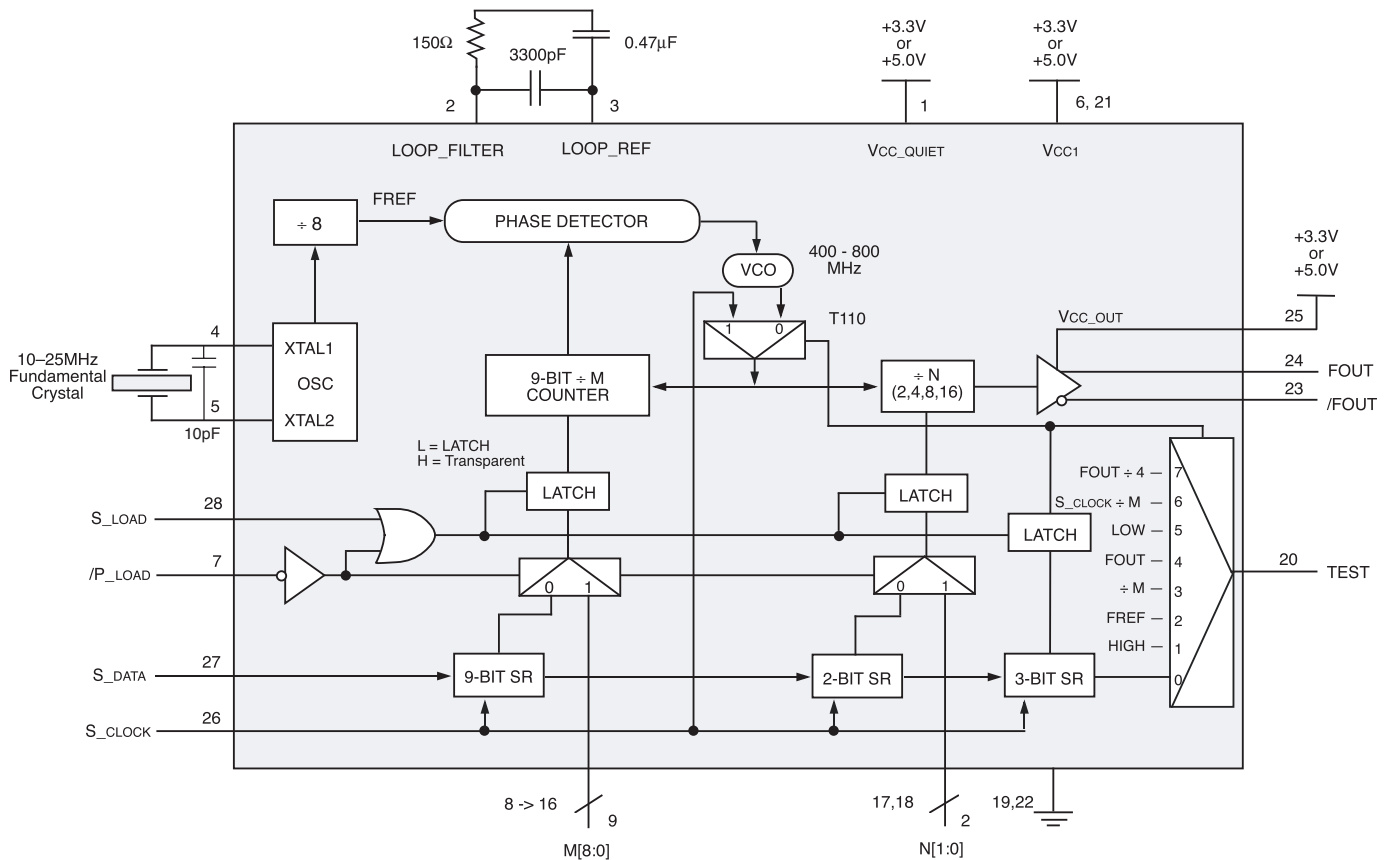 150Ω
3300pF
0.47µF
2
3
+3.3V
or
+5.0V
1
+3.3V
or
+5.0V
6, 21
LOOP_FILTER
LOOP_REF
VCC_QUIET
VCC1
÷ 8
FREF
PHASE DETECTOR
VCO
400 - 800
MHz
1
0
T110
+3.3V
or
+5.0V
VCC_OUT
25
4
XTAL1
OSC
XTAL2
5
10–25MHz
Fundamental
Crystal
10pF
9-BIT ÷ M
COUNTER
÷ N
(2,4,8,16)
24
FOUT
23
/FOUT
L = LATCH
H = Transparent
LATCH
LATCH
LATCH
28
S_LOAD
7
/P_LOAD
0
1
0
1
FOUT ÷ 4 –
7
S_CLOCK ÷ M –
6
LOW –
5
FOUT –
4
÷ M –
3
FREF –
2
HIGH –
1
0
20
TEST
27
S_DATA
9-BIT SR
2-BIT SR
3-BIT SR
26
S_CLOCK
8 -> 16
9
M[8:0]
17,18
2
N[1:0]
19,22